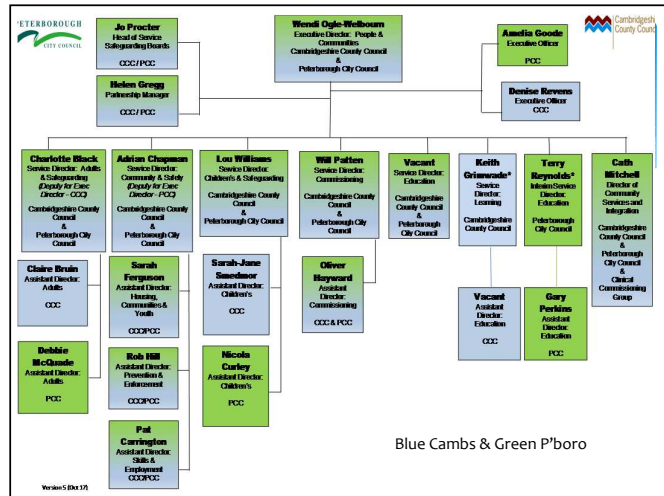 PETERBOROUGH
CITY COUNCIL
Jo Procter
Head of Service
Safeguarding Boards
CCC / PCC
Helen Gregg
Partnership Manager
CCC / PCC
Wendi Ogle-Welbourn
Executive Director: People &
Communities
Cambridgeshire County Council
&
Peterborough City Council
Cambridgeshire
County Counc
Amelia Goode
Executive Officer
PCC
Denise Revens
Executive Officer
CCC
Charlotte Black
Service Director: Adults
& Safeguarding
(Deputy for Exec
Director – CCC)
Cambridgeshire County
Council
&
Peterborough City
Council
Adrian Chapman
Service Director:
Community & Safety
(Deputy for Exec
Director – PCC)
Cambridgeshire County
Council
&
Peterborough City
Council
Lou Williams
Service Director
Children's & Safeguarding
Cambridgeshire County
Council
&
Peterborough City Council
Will Patten
Service Director:
Commissioning
Cambridgeshire County
Council
&
Peterborough City
Council
Vacant
Service Director:
Education
Cambridgeshire
County Council
&
Peterborough City
Council
Keith
Grimwade*
Service
Director:
Learning
Cambridgeshire
County Council
Terry
Reynolds*
Interim Service
Director:
Education
Peterborough
City Council
Cath
Mitchell
Director of
Community
Services and
Integration
Cambridgeshire
County Council
&
Peterborough
City Council
&
Clinical
Commissioning
Group
Claire Bruin
Assistant Director:
Adults
CCC
Debbie
McQuade
Assistant Director:
Adults
PCC
Sarah
Ferguson
Assistant Director:
Housing,
Communities &
Youth
CCC/PCC
Rob Hill
Assistant Director:
Prevention &
Enforcement
CCC/PCC
Pat
Carrington
Assistant Director:
Skills &
Employment
CCC/PCC
Sarah-Jane
Smedmor
Assistant Director:
Children's
CCC
Nicola
Curley
Assistant Director:
Children's
PCC
Oliver
Hayward
Assistant
Director:
Commissioning
CCC & PCC
Vacant
Assistant
Director:
Education
CCC
Gary
Perkins
Assistant
Director:
Education
PCC
Blue Cambs & Green P'boro
Version 5 (Oct 17)